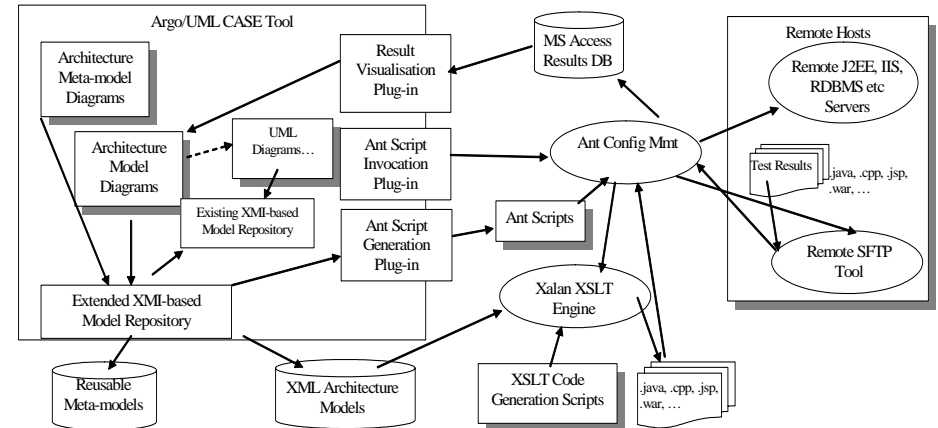 Argo/UML CASE Tool
Architecture
Meta-model
Diagrams
Result
Visualisation
Plug-in
MS Access
Results DB
Remote Hosts
Remote J2EE, IIS,
RDBMS etc
Servers
Architecture
Model
Diagrams
UML
Diagrams…
Ant Script
Invocation
Plug-in
Ant Config Mmt
Test Results
.java, .cpp, .jsp,
.war, …
Existing XMI-based
Model Repository
Ant Script
Generation
Plug-in
Ant Scripts
Remote SFTP
Tool
Extended XMI-based
Model Repository
Xalan XSLT
Engine
Reusable
Meta-models
XML Architecture
Models
XSLT Code
Generation Scripts
.java, .cpp, .jsp,
.war, …